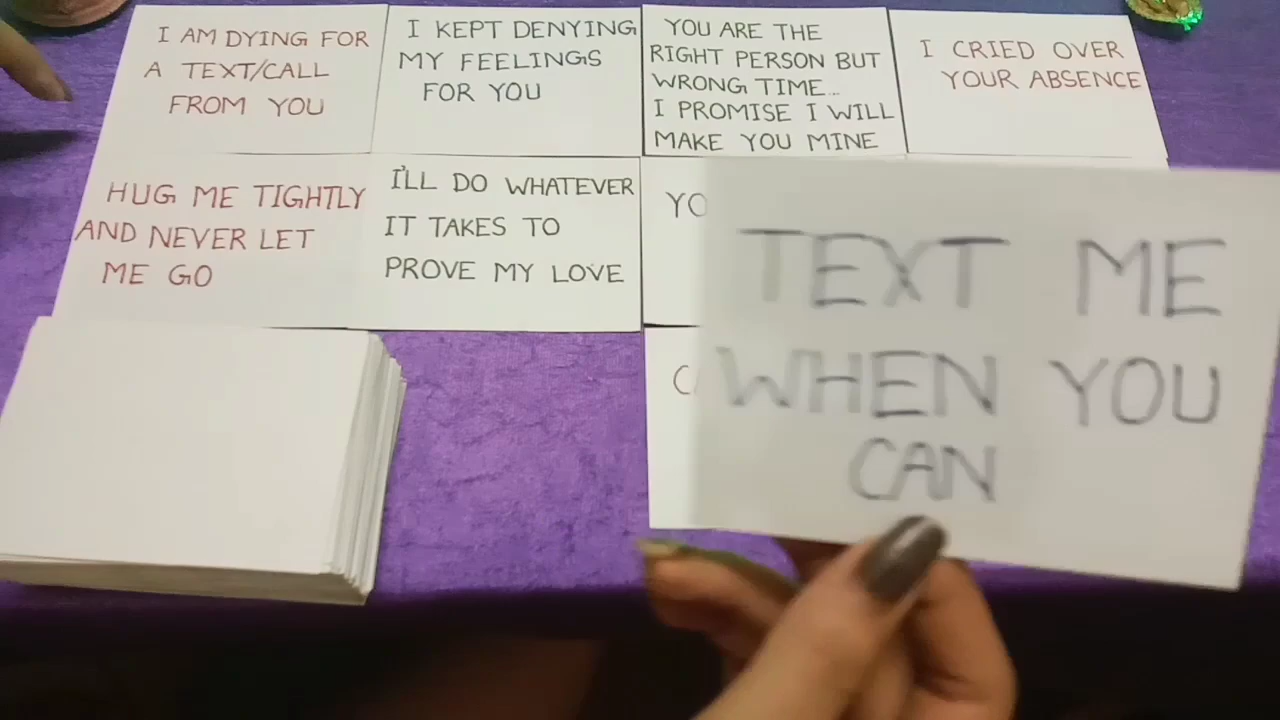 I AM DYING FOR
A TEXT/CALL
FROM YOU
I KEPT DENYING
MY FEELINGS
FOR YOU
YOU ARE THE
RIGHT PERSON BUT
WRONG TIME...
I PROMISE I WILL
MAKE YOU MINE
I CRIED OVER
YOUR ABSENCE
HUG ME TIGHTLY
AND NEVER LET
ME GO
I'LL DO WHATEVER
IT TAKES TO
PROVE MY LOVE
TEXT ME
WHEN YOU
CAN